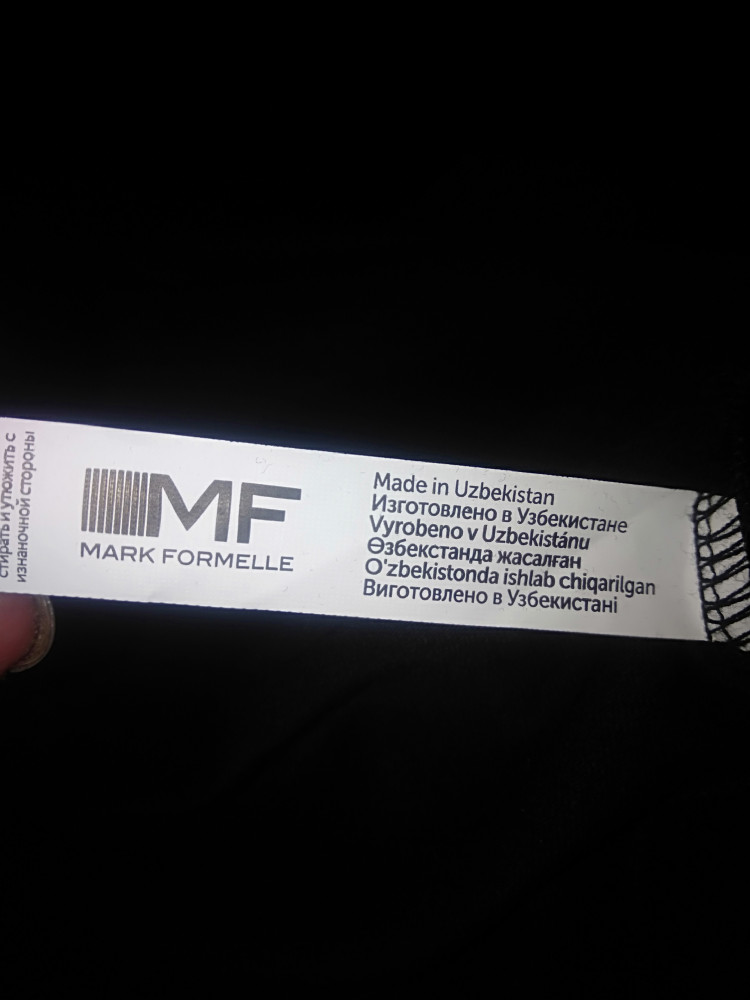 стирать и утюжить с
изнаночной стороны
MF
MARK FORMELLE
Made in Uzbekistan
Изготовлено в Узбекистане
Vyrobeno v Uzbekistánu
Өзбекстанда жасалған
O'zbekistonda ishlab chiqarilgan
Виготовлено в Узбекистані